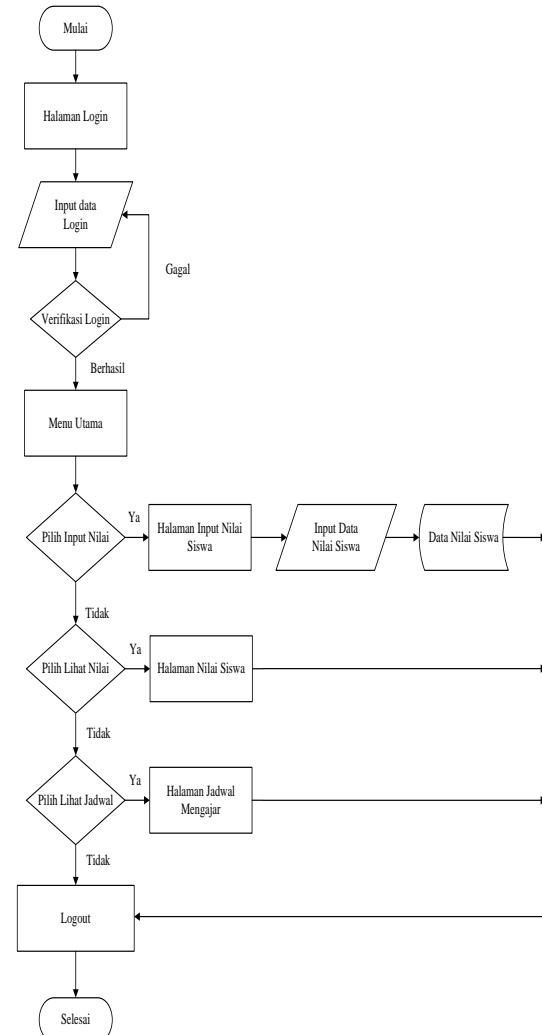 Mulai
Halaman Login
Input data
Login
Gagal
Verifikasi Login
Berhasil
Menu Utama
Pilih Input Nilai
Ya
Halaman Input Nilai
Siswa
Input Data
Nilai Siswa
Data Nilai Siswa
Tidak
Pilih Lihat Nilai
Ya
Halaman Nilai Siswa
Tidak
Pilih Lihat Jadwal
Ya
Halaman Jadwal
Mengajar
Tidak
Logout
Selesai